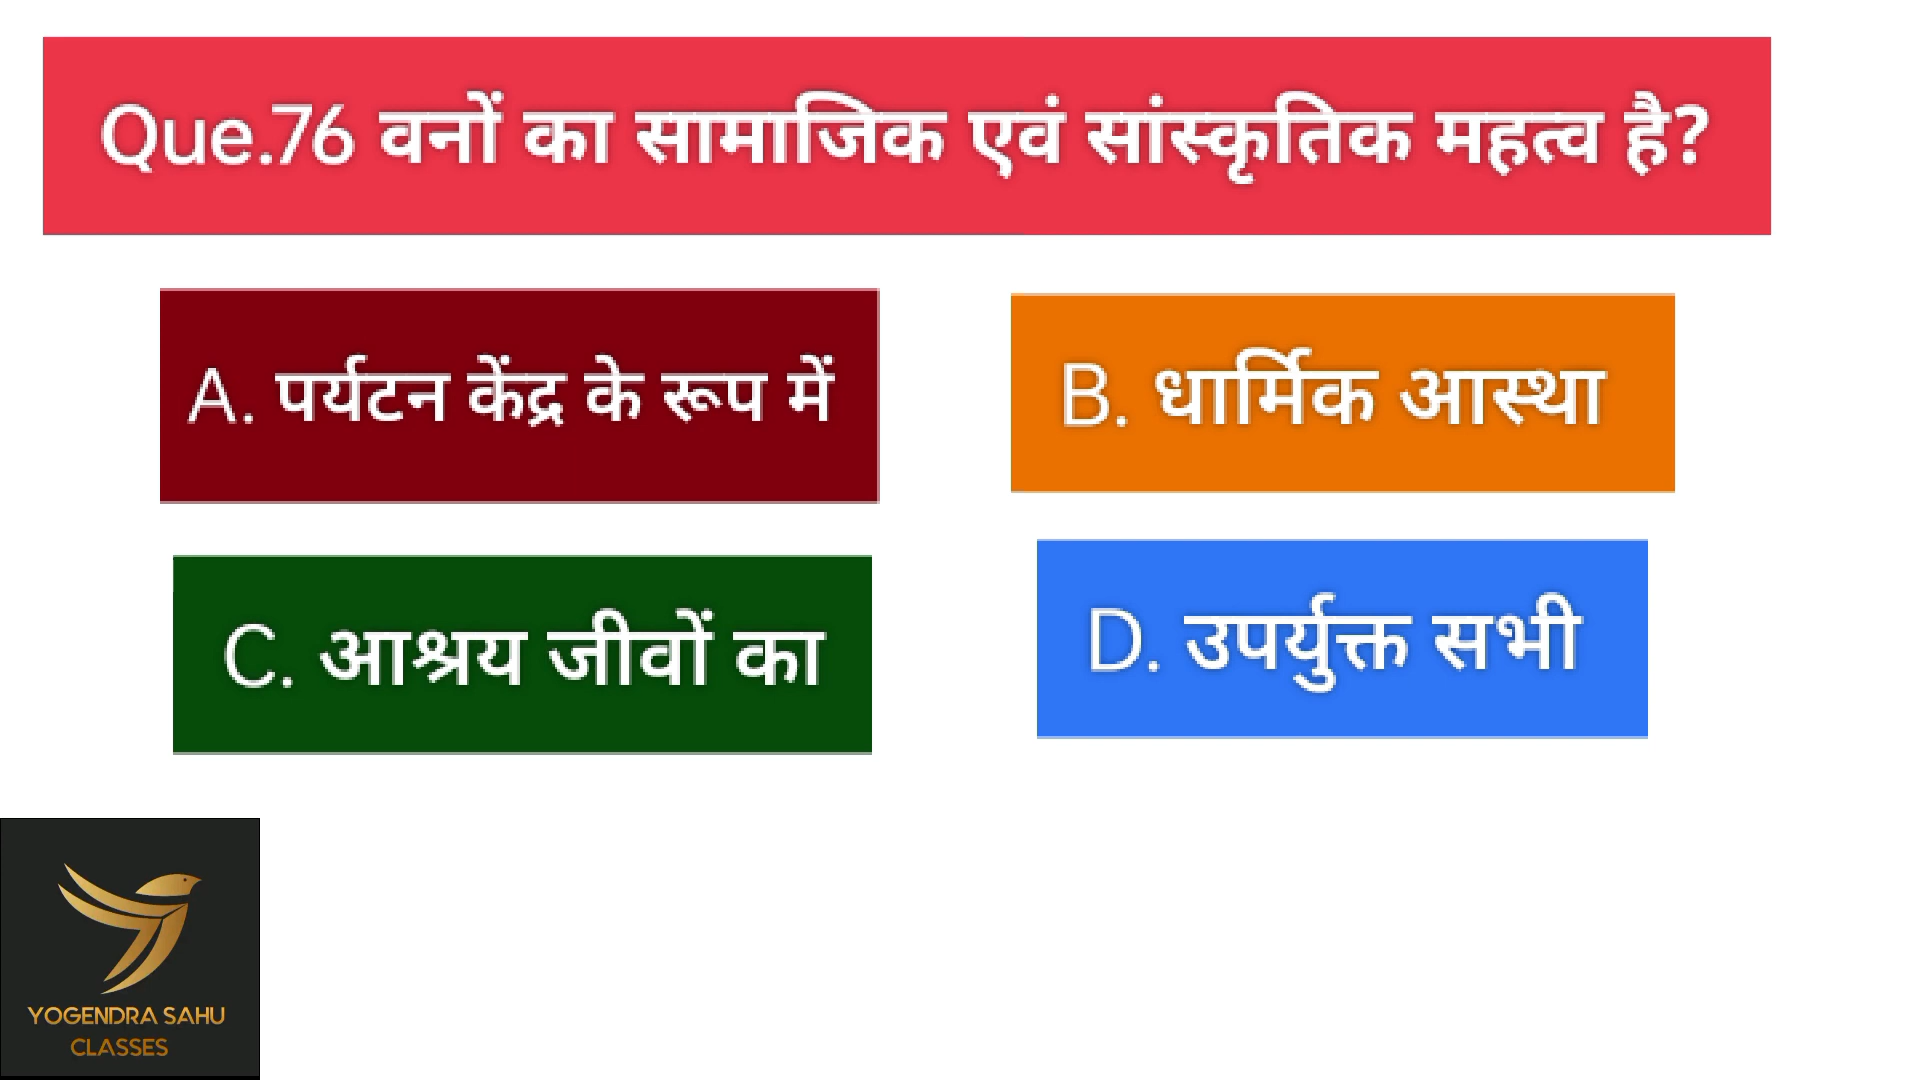 Que.76 वनों का सामाजिक एवं सांस्कृतिक महत्व है?
A. पर्यटन केंद्र के रूप में
B. धार्मिक आस्था
C. आश्रय जीवों का
D. उपर्युक्त सभी
YOGENDRA SAHU
CLASSES